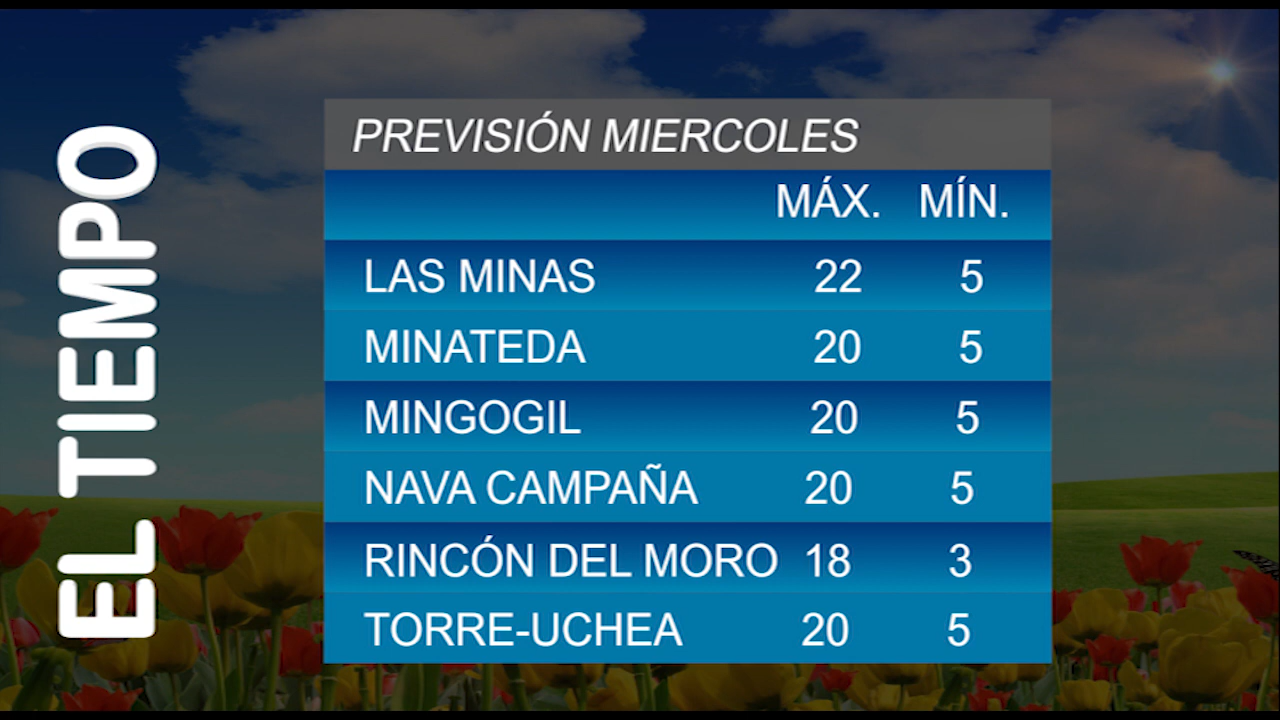 EL TIEMPO
PREVISIÓN MIERCOLES
MÁX. MÍN.
LAS MINAS 22 5
MINATEDA 20 5
MINGOGIL 20 5
NAVA CAMPAÑA 20 5
RINCÓN DEL MORO 18 3
TORRE-UCHEA 20 5